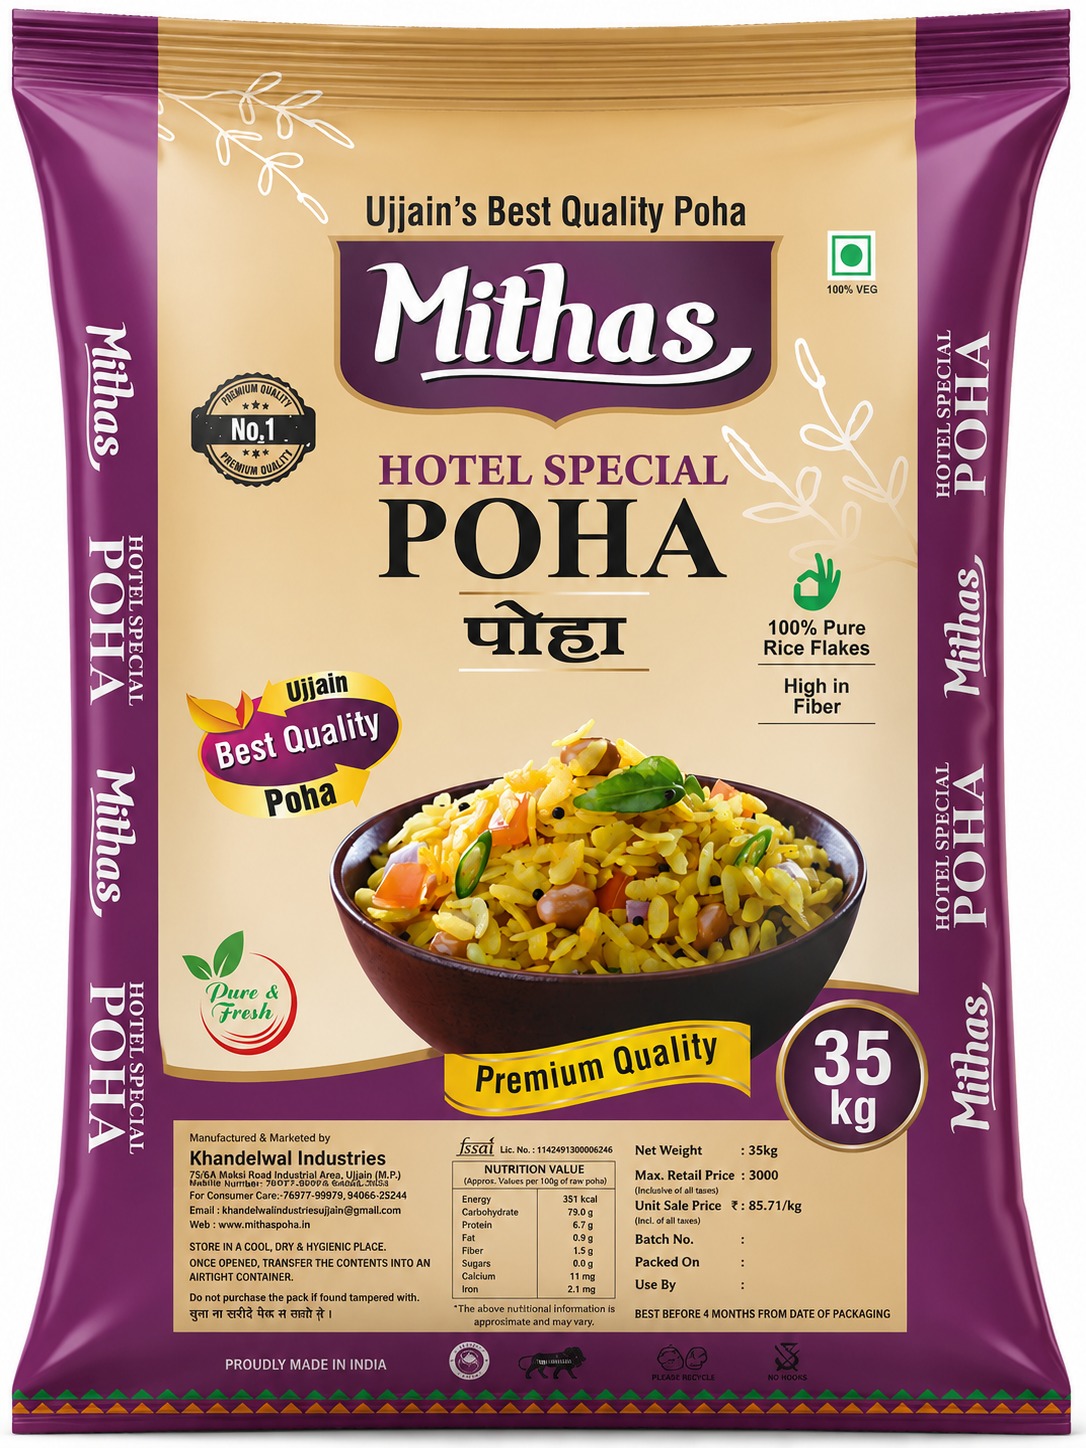 Ujjain's Best Quality Poha
Mithas
100% VEG
PREMIUM QUALITY
No.1
PREMIUM QUALITY
HOTEL SPECIAL
POHA
पोहा
100% Pure
Rice Flakes
High in
Fiber
Ujjain
Best Quality
Poha
Pure &
Fresh
Premium Quality
35
kg
Mithas
HOTEL SPECIAL
POHA
Mithas
HOTEL SPECIAL
POHA
HOTEL SPECIAL
POHA
Mithas
HOTEL SPECIAL
POHA
Mithas
Manufactured & Marketed by
Khandelwal Industries
7S/6A Maksi Road Industrial Area, Ujjain (M.P.)
For Consumer Care:-76977-99979, 94066-25244
Email : khandelwalindustriesujjain@gmail.com
Web : www.mithaspoha.in
STORE IN A COOL, DRY & HYGIENIC PLACE.
ONCE OPENED, TRANSFER THE CONTENTS INTO AN
AIRTIGHT CONTAINER.
Do not purchase the pack if found tampered with.
fssai Lic. No. : 1142491300006246
NUTRITION VALUE
(Approx. Values per 100g of raw poha)
Energy 351 kcal
Carbohydrate 79.0 g
Protein 6.7 g
Fat 0.9 g
Fiber 1.5 g
Sugars 0.0 g
Calcium 11 mg
Iron 2.1 mg
*The above nutitional information is
approximate and may vary.
Net Weight : 35kg
Max. Retail Price : 3000
(Inclusive of all taxes)
Unit Sale Price ₹ : 85.71/kg
(Incl. of all taxes)
Batch No. :
Packed On :
Use By :
BEST BEFORE 4 MONTHS FROM DATE OF PACKAGING
PROUDLY MADE IN INDIA
PLEASE RECYCLE
NO HOOKS